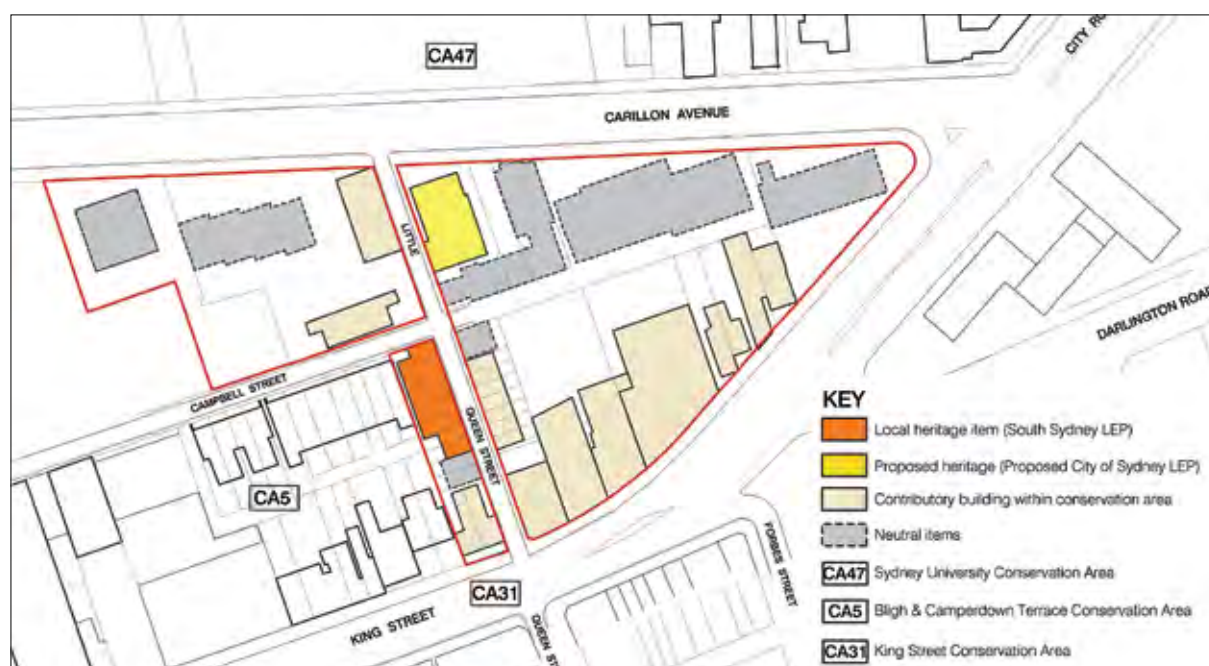 CA47
CITY RO
CARILLON AVENUE
LITTLE
DARLINGTON ROAD
CAMPBELL STREET
QUEEN STREET
KEY
Local heritage item (South Sydney LEP)
Proposed heritage (Proposed City of Sydney LEP)
CA5
Contributory building within conservation area
FORBES STREET
Neutral items
CA47 Sydney University Conservation Area
CA31
CA5 Bligh & Camperdown Terrace Conservation Area
KING STREET
QUEEN ST
CA31 King Street Conservation Area